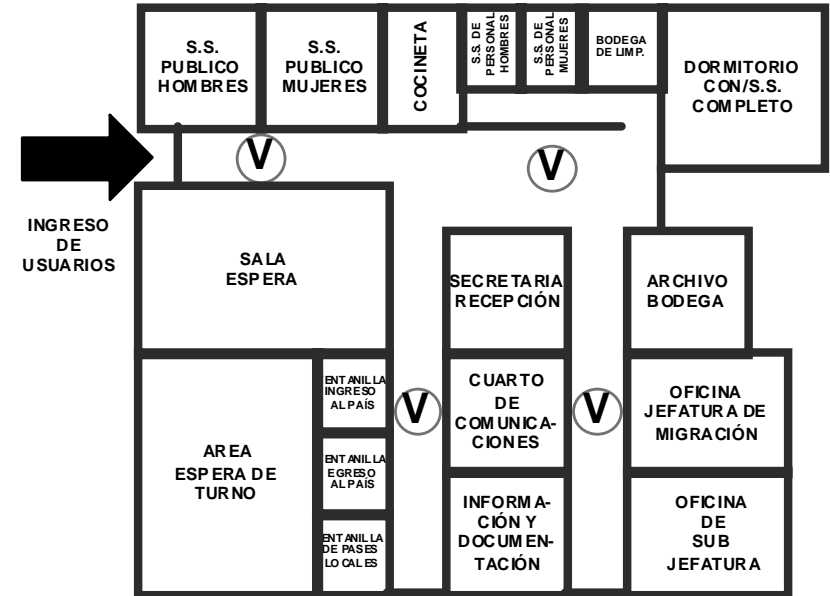 S.S.
PUBLICO
HOMBRES
S.S.
PUBLICO
MUJERES
COCINETA
S.S. DE
PERSONAL
HOMBRES
S.S. DE
PERSONAL
MUJERES
BODEGA
DE LIMP.
DORMITORIO
CON/S.S.
COMPLETO
V
V
INGRESO
DE
USUARIOS
SALA
ESPERA
SECRETARIA
RECEPCIÓN
ARCHIVO
BODEGA
AREA
ESPERA DE
TURNO
ENTANILLA
INGRESO
AL PAÍS
ENTANILLA
EGRESO
AL PAÍS
ENTANILLA
DE PASES
LOCALES
V
CUARTO
DE
COMUNICA-
CIONES
V
OFICINA
JEFATURA DE
MIGRACIÓN
INFORMA-
CIÓN Y
DOCUMEN-
TACIÓN
OFICINA
DE
SUB
JEFATURA